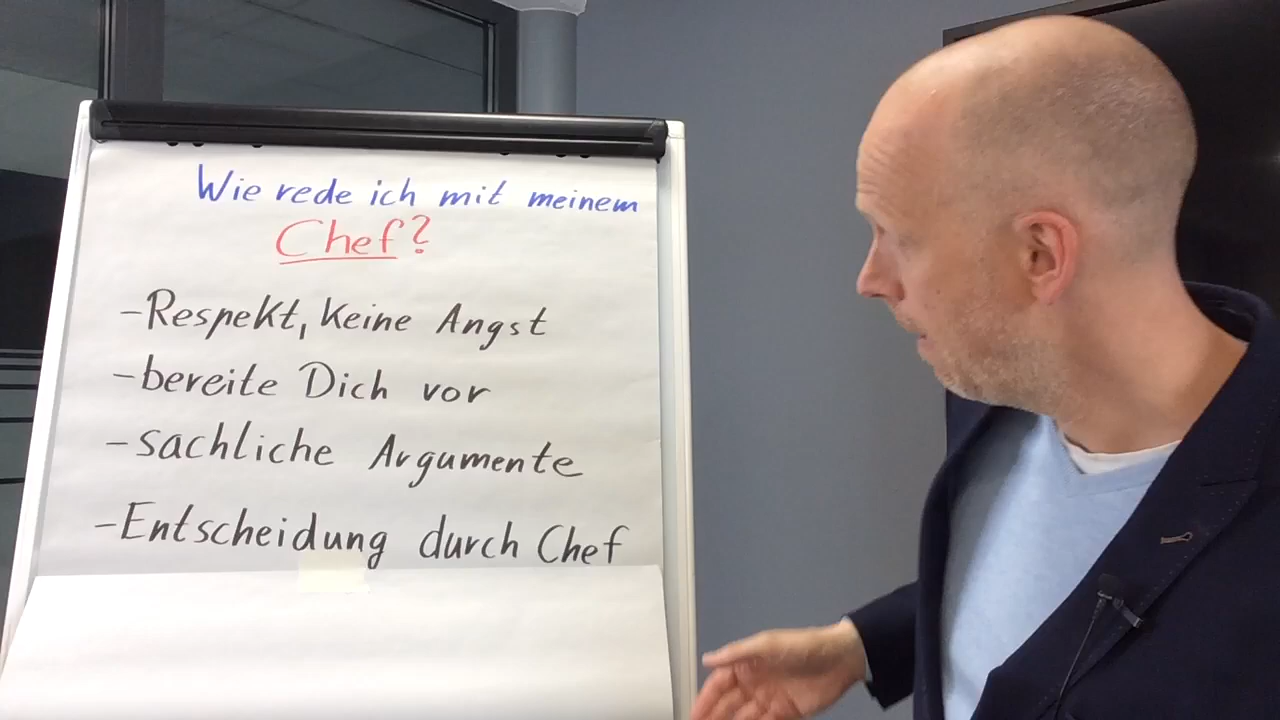 Wie rede ich mit meinem
Chef?
-Respekt, keine Angst
-bereite Dich vor
-sachliche Argumente
-Entscheidung durch Chef